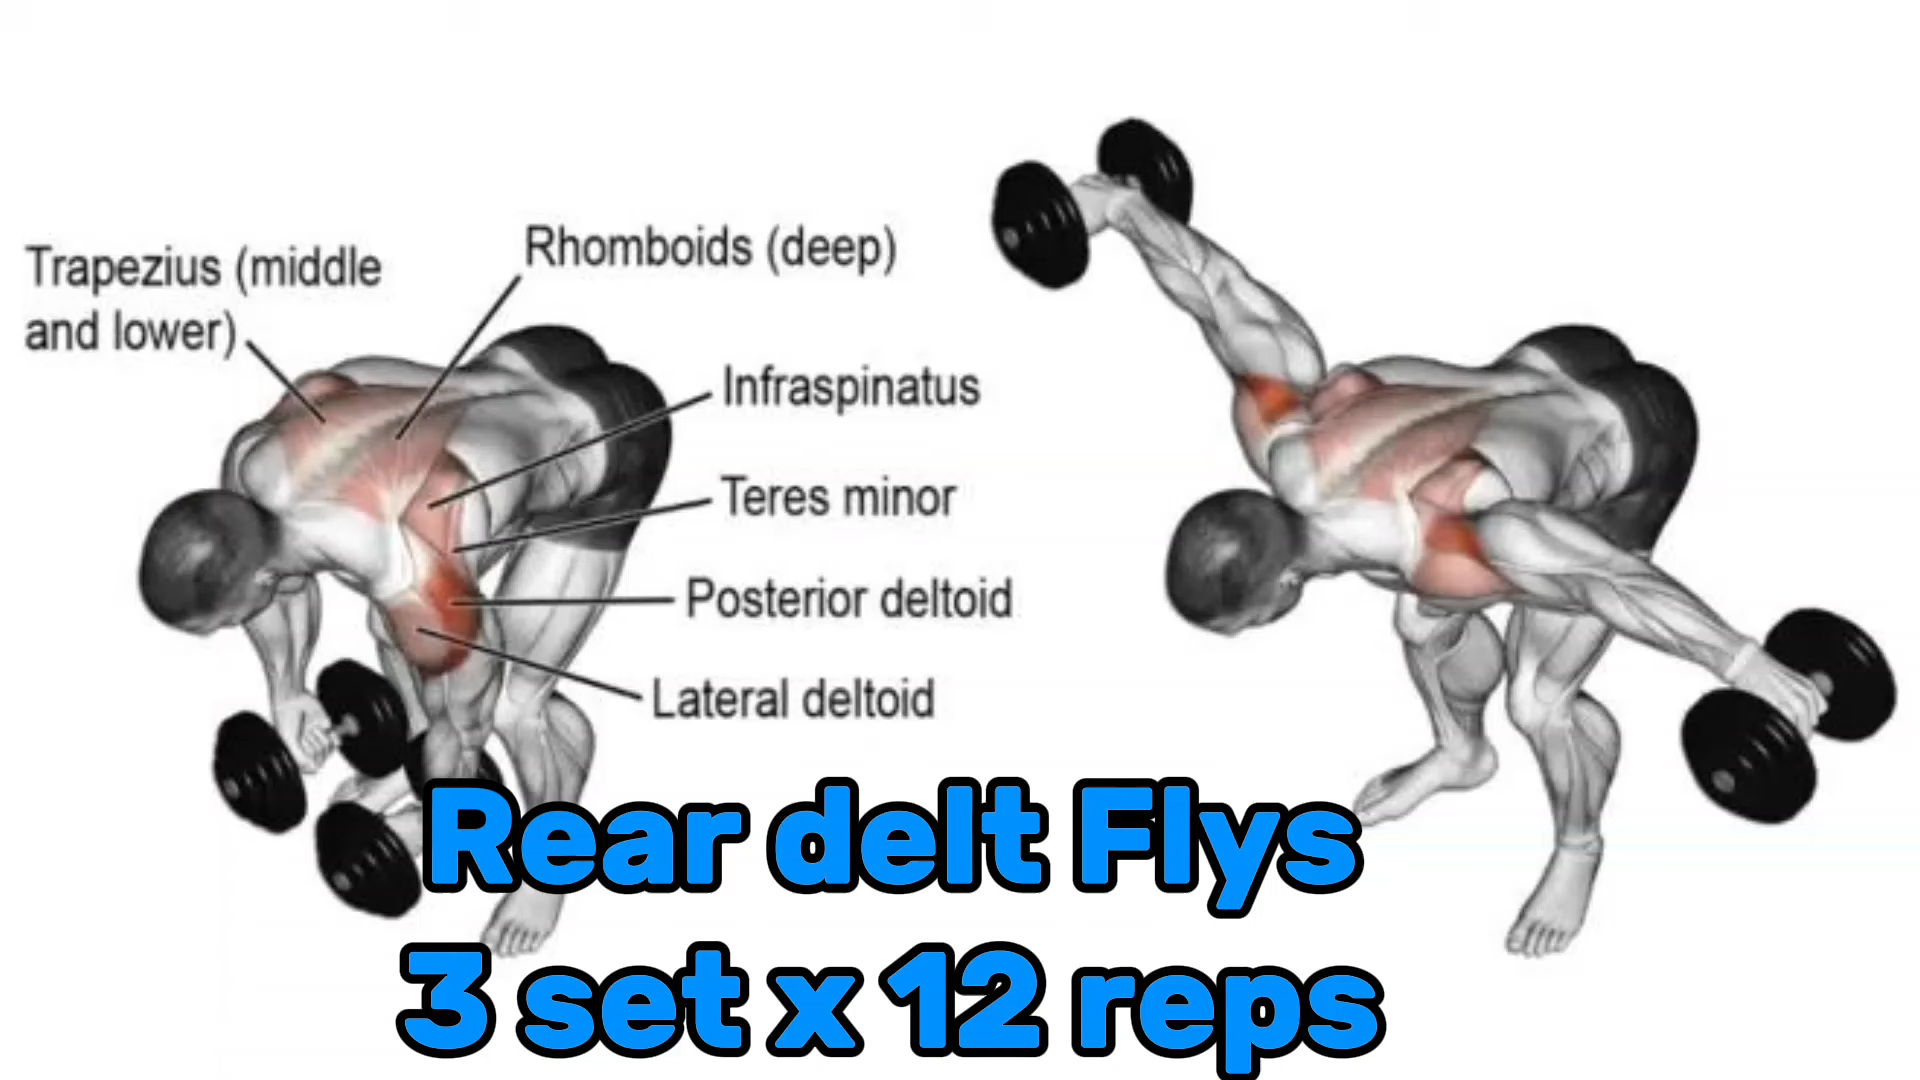 Rhomboids (deep)
Trapezius (middle
and lower)
Infraspinatus
Teres minor
Posterior deltoid
Lateral deltoid
Rear delt Flys
3 set x 12 reps